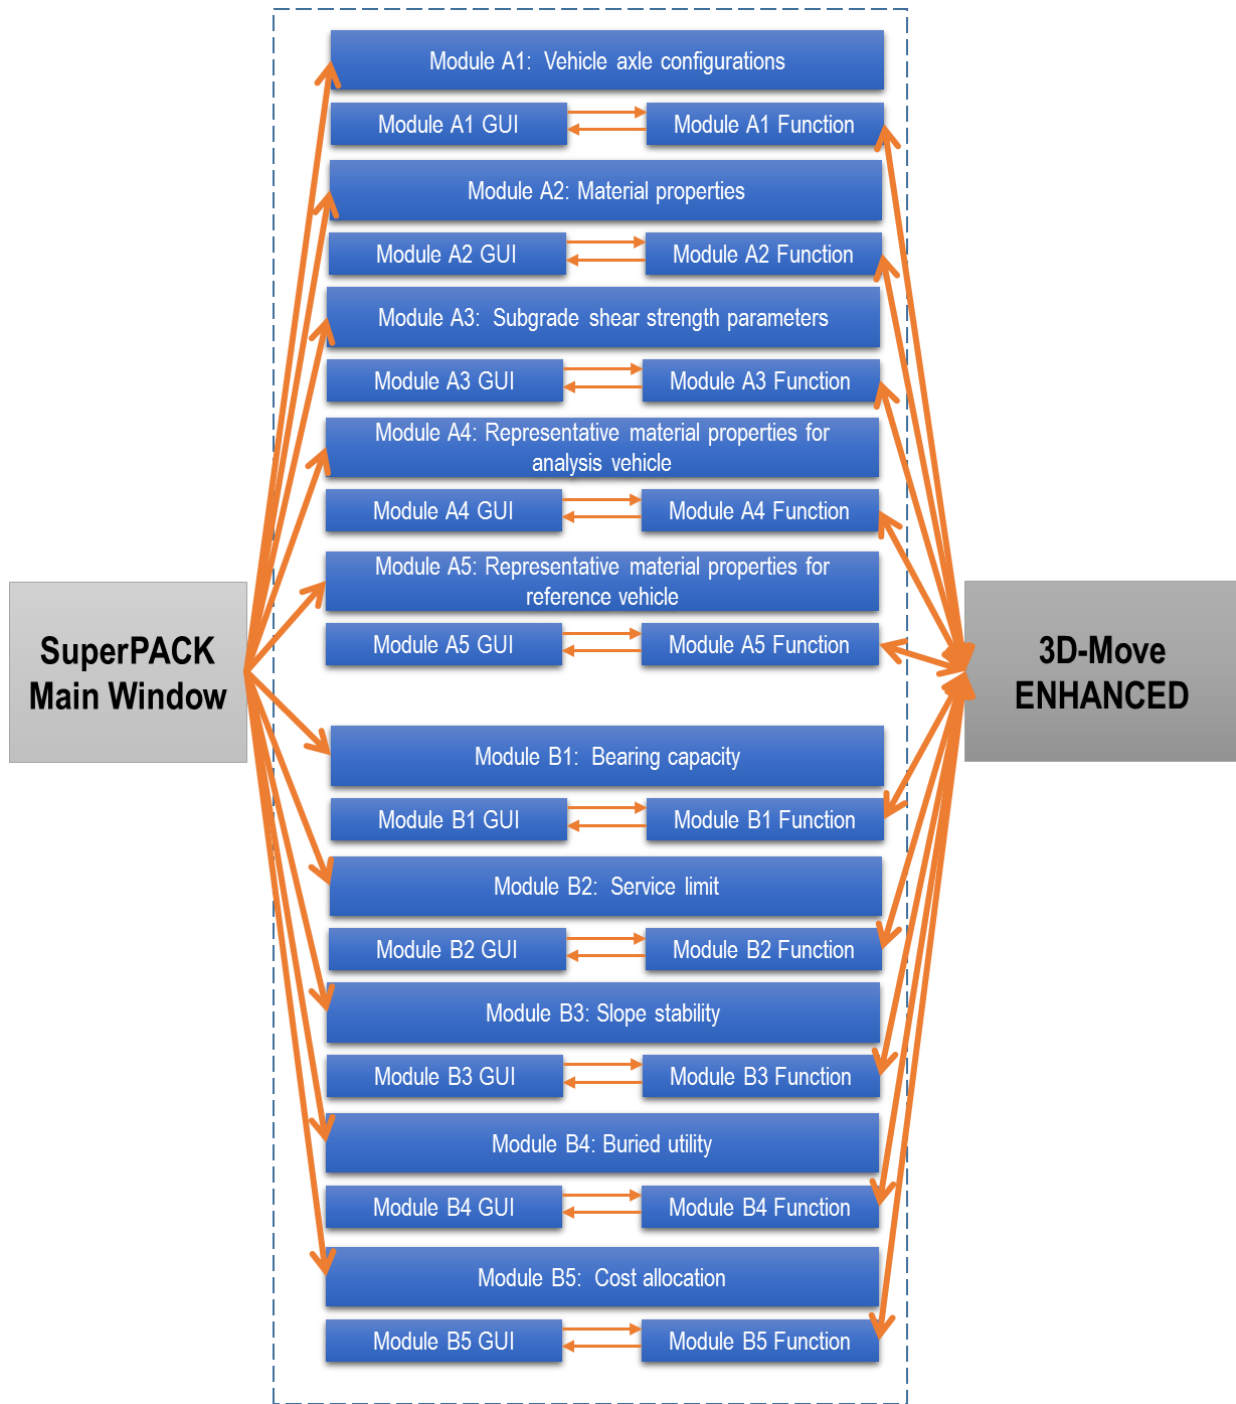 Module A1: Vehicle axle configurations
Module A1 GUI
Module A1 Function
Module A2: Material properties
Module A2 GUI
Module A2 Function
Module A3: Subgrade shear strength parameters
Module A3 GUI
Module A3 Function
Module A4: Representative material properties for
analysis vehicle
Module A4 GUI
Module A4 Function
Module A5: Representative material properties for
reference vehicle
Module A5 GUI
Module A5 Function
SuperPACK
Main Window
3D-Move
ENHANCED
Module B1: Bearing capacity
Module B1 GUI
Module B1 Function
Module B2: Service limit
Module B2 GUI
Module B2 Function
Module B3: Slope stability
Module B3 GUI
Module B3 Function
Module B4: Buried utility
Module B4 GUI
Module B4 Function
Module B5: Cost allocation
Module B5 GUI
Module B5 Function